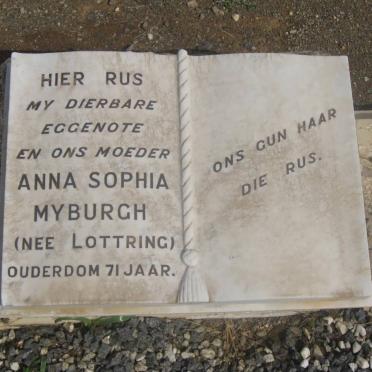 HIER RUS
MY DIERBARE
EGGENOTE
EN ONS MOEDER
ANNA SOPHIA
MYBURGH
(NEE LOTTRING)
OUDERDOM 71 JAAR.
ONS GUN HAAR
DIE RUS.